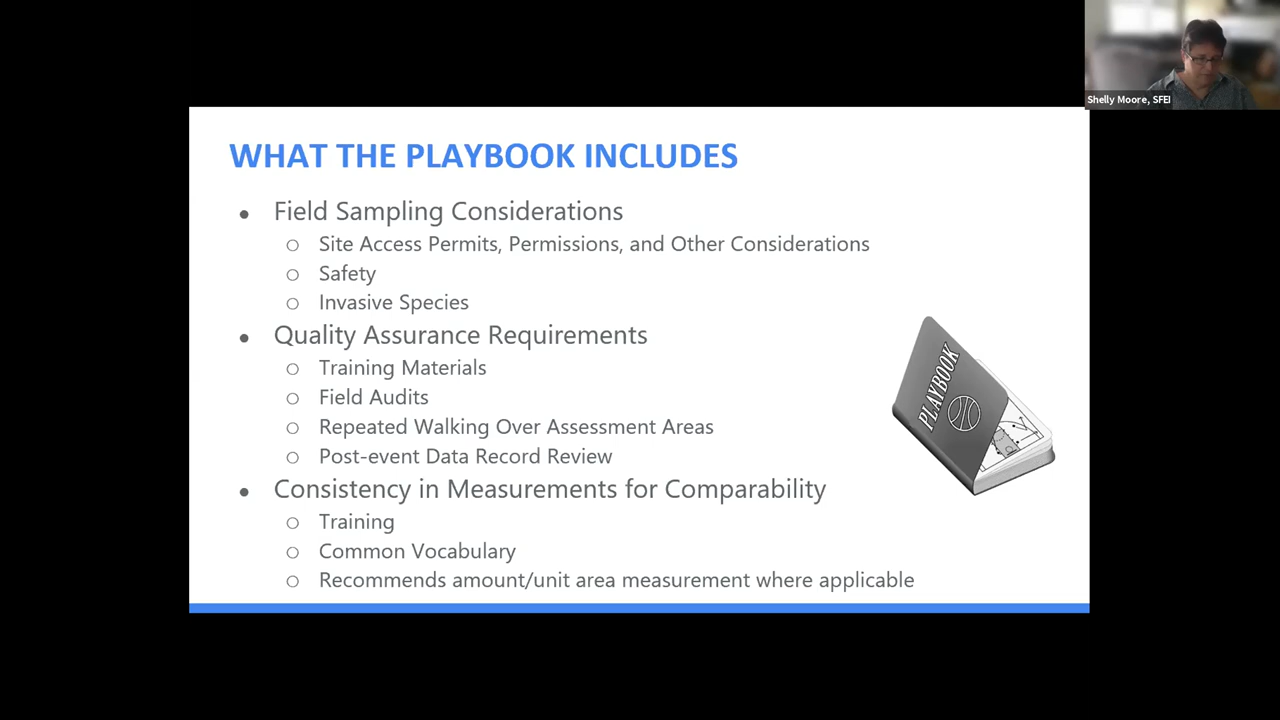 Shelly Moore, SFEI
WHAT THE PLAYBOOK INCLUDES
● Field Sampling Considerations
○ Site Access Permits, Permissions, and Other Considerations
○ Safety
○ Invasive Species
● Quality Assurance Requirements
○ Training Materials
○ Field Audits
○ Repeated Walking Over Assessment Areas
○ Post-event Data Record Review
● Consistency in Measurements for Comparability
○ Training
○ Common Vocabulary
○ Recommends amount/unit area measurement where applicable
PLAYBOOK